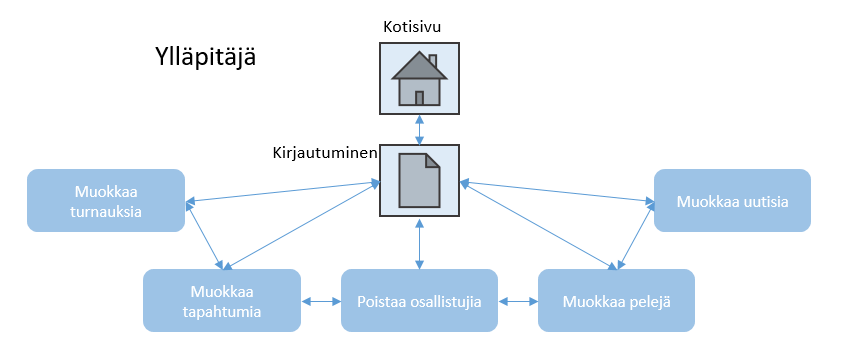 Kotisivu
Ylläpitäjä
Kirjautuminen
Muokkaa
turnauksia
Muokkaa uutisia
Muokkaa
tapahtumia
Poistaa osallistujia
Muokkaa pelejä